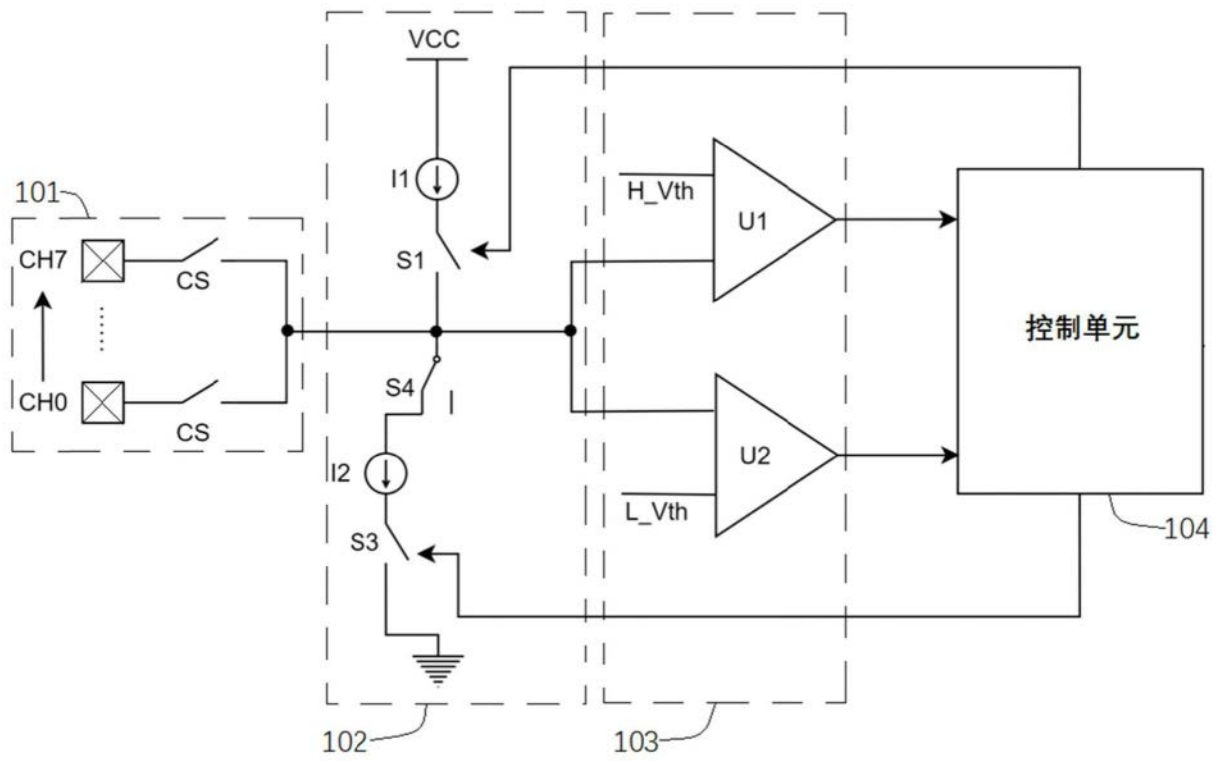 VCC
I1
H_Vth
U1
101
CH7
CS
S1
控制单元
S4
I
CH0
CS
I2
U2
L_Vth
S3
104
102
103